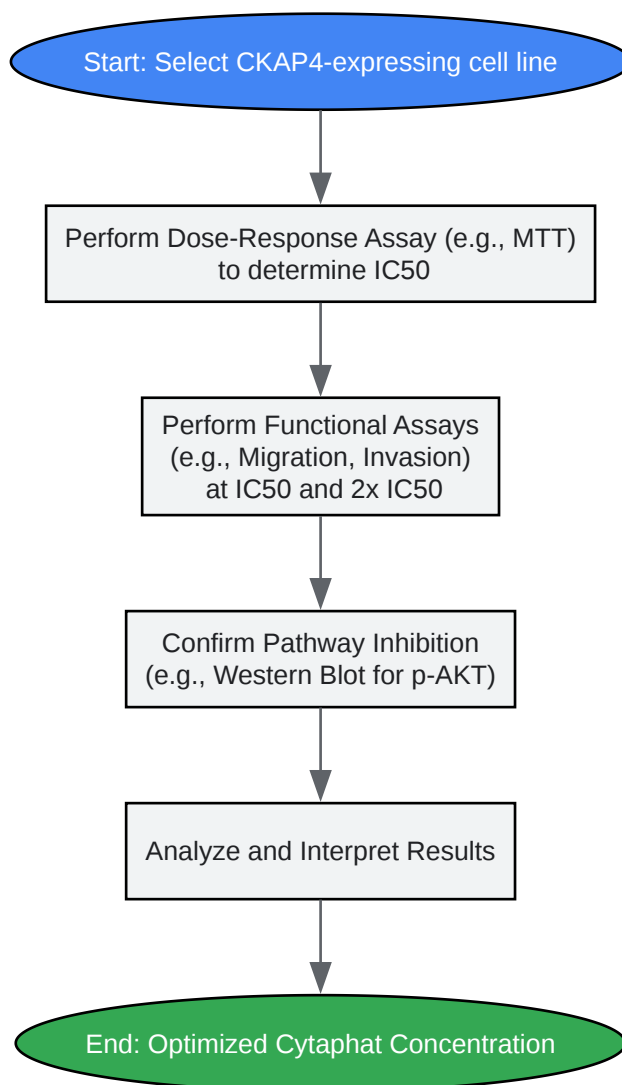 Start: Select CKAP4-expressing cell line
Perform Dose-Response Assay (e.g., MTT)
to determine IC50
Perform Functional Assays
(e.g., Migration, Invasion)
at IC50 and 2x IC50
Confirm Pathway Inhibition
(e.g., Western Blot for p-AKT)
Analyze and Interpret Results
End: Optimized Cytaphat Concentration